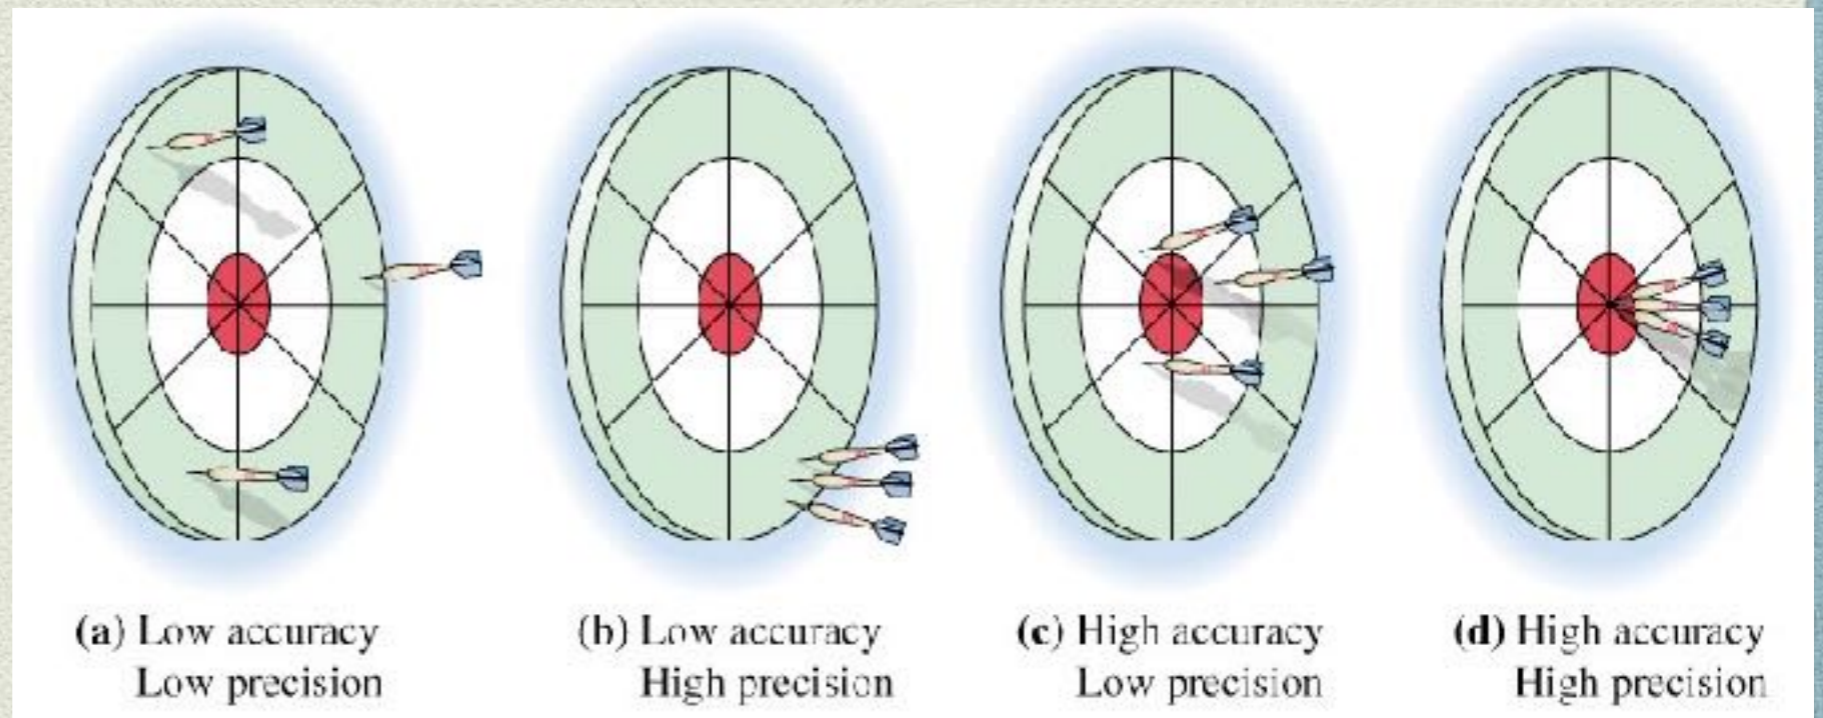 (a) Low accuracy
Low precision
(b) Low accuracy
High precision
(c) High accuracy
Low precision
(d) High accuracy
High precision